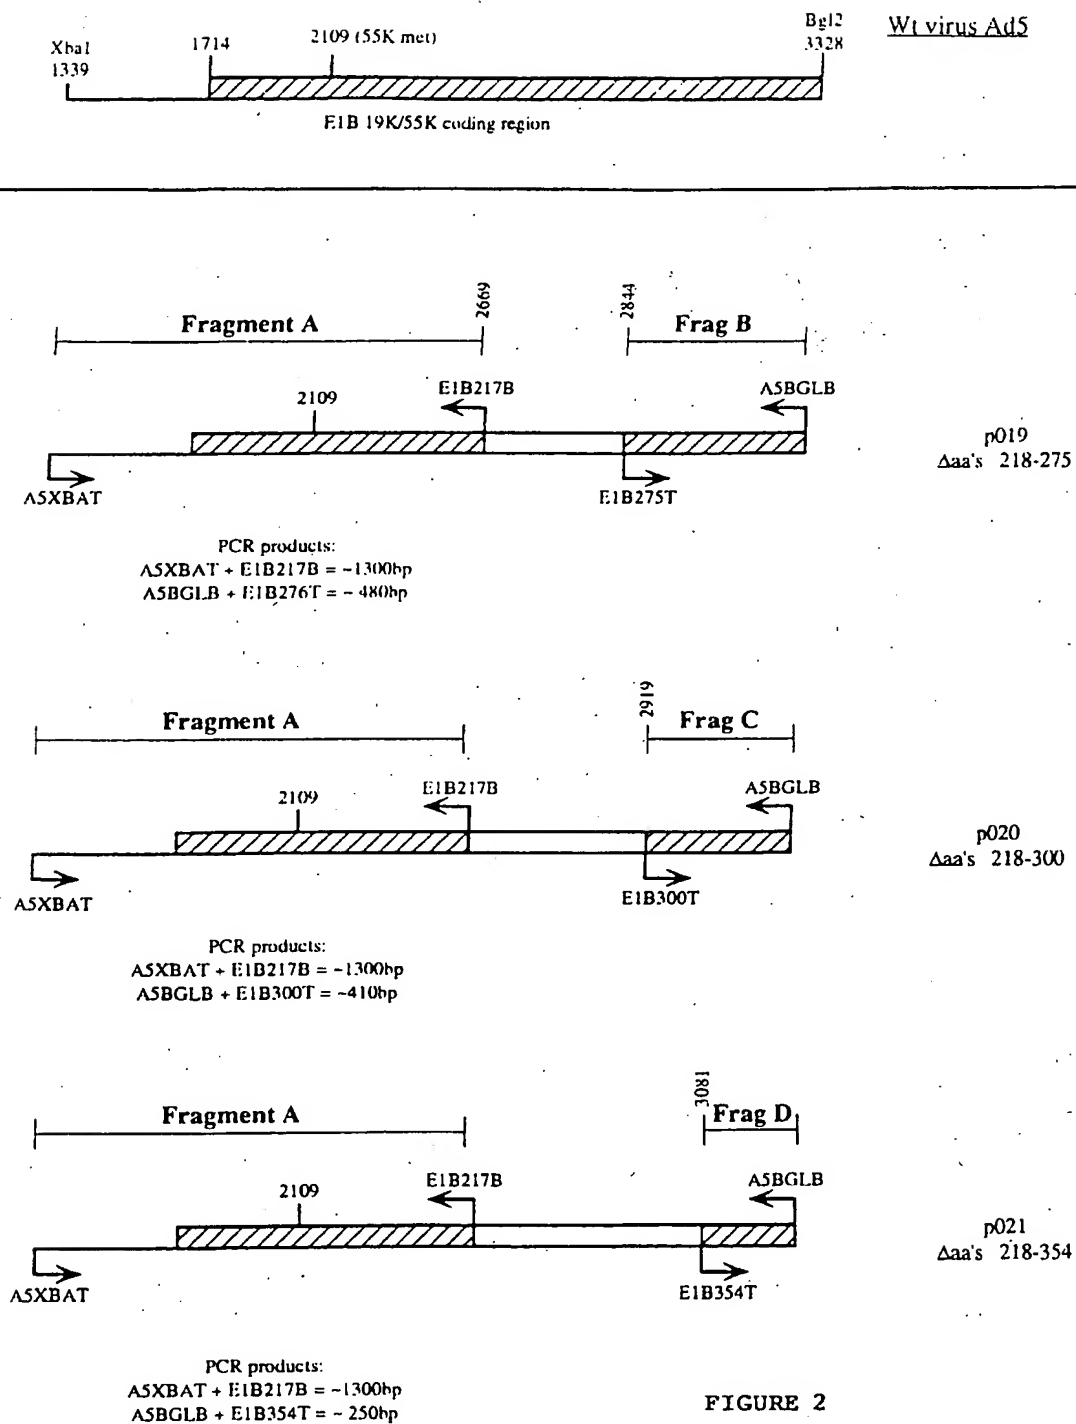 Wt virus Ad5
Xba1
1339
1714
2109 (55K met)
Bgl2
3328
E1B 19K/55K coding region
Fragment A
2669
2844
Frag B
2109
E1B217B
A5BGLB
A5XBAT
E1B275T
p019
Δaa's 218-275
PCR products:
A5XBAT + E1B217B = ~1300bp
A5BGLB + E1B276T = ~ 480bp
Fragment A
2919
Frag C
2109
E1B217B
A5BGLB
A5XBAT
E1B300T
p020
Δaa's 218-300
PCR products:
A5XBAT + E1B217B = ~1300bp
A5BGLB + E1B300T = ~410bp
Fragment A
3081
Frag D
2109
E1B217B
A5BGLB
A5XBAT
E1B354T
p021
Δaa's 218-354
PCR products:
A5XBAT + E1B217B = ~1300bp
A5BGLB + E1B354T = ~ 250bp
FIGURE 2